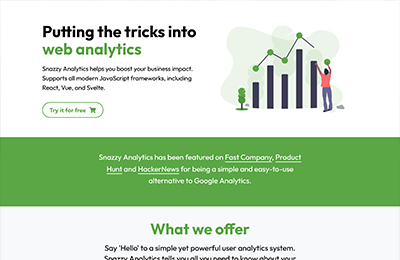 Putting the tricks into
web analytics
Snazzy Analytics helps you boost your business impact.
Supports all modern JavaScript frameworks, including
React, Vue, and Svelte.
Try it for free
Snazzy Analytics has been featured on Fast Company, Product
Hunt and HackerNews for being a simple and easy-to-use
alternative to Google Analytics.
What we offer
Say 'Hello' to a simple yet powerful user analytics system.
Snazzy Analytics tells you all you need to know about your